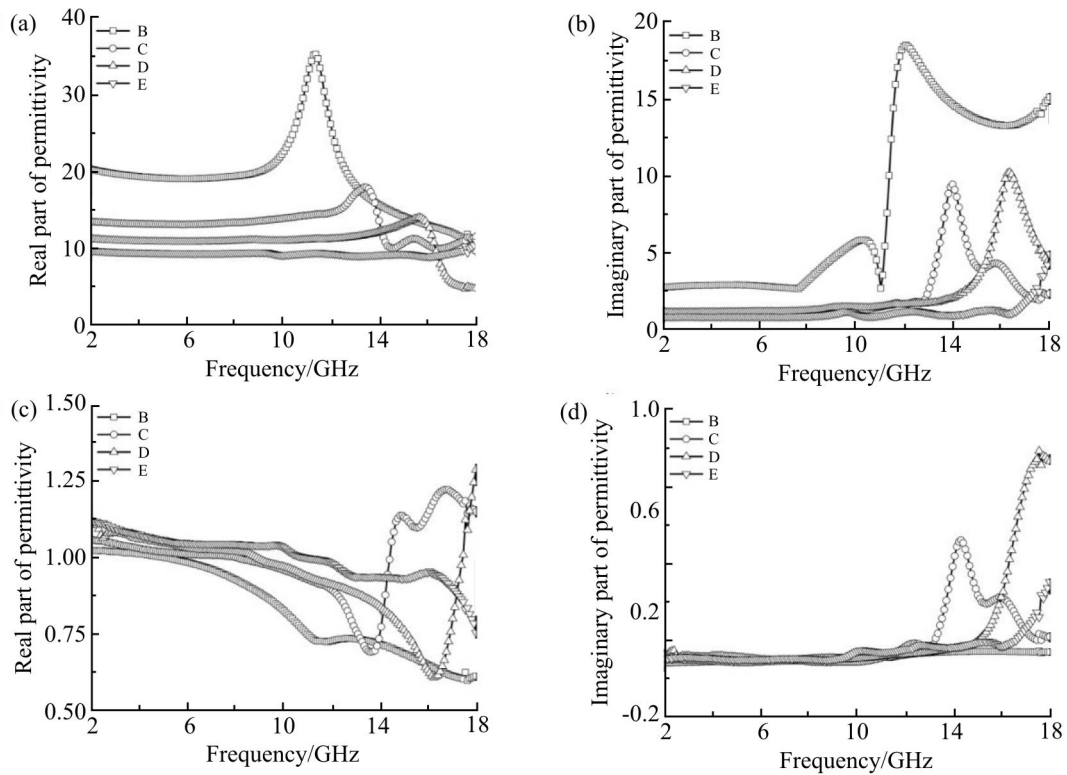 (a)
B
C
D
E
Real part of permittivity
40
30
20
10
0
2
6
10
14
18
Frequency/GHz
(b)
B
C
D
E
Imaginary part of permittivity
20
15
10
5
0
2
6
10
14
18
Frequency/GHz
(c)
B
C
D
E
Real part of permittivity
1.50
1.25
1.00
0.75
0.50
2
6
10
14
18
Frequency/GHz
(d)
B
C
D
E
Imaginary part of permittivity
1.0
0.6
0.2
-0.2
2
6
10
14
18
Frequency/GHz